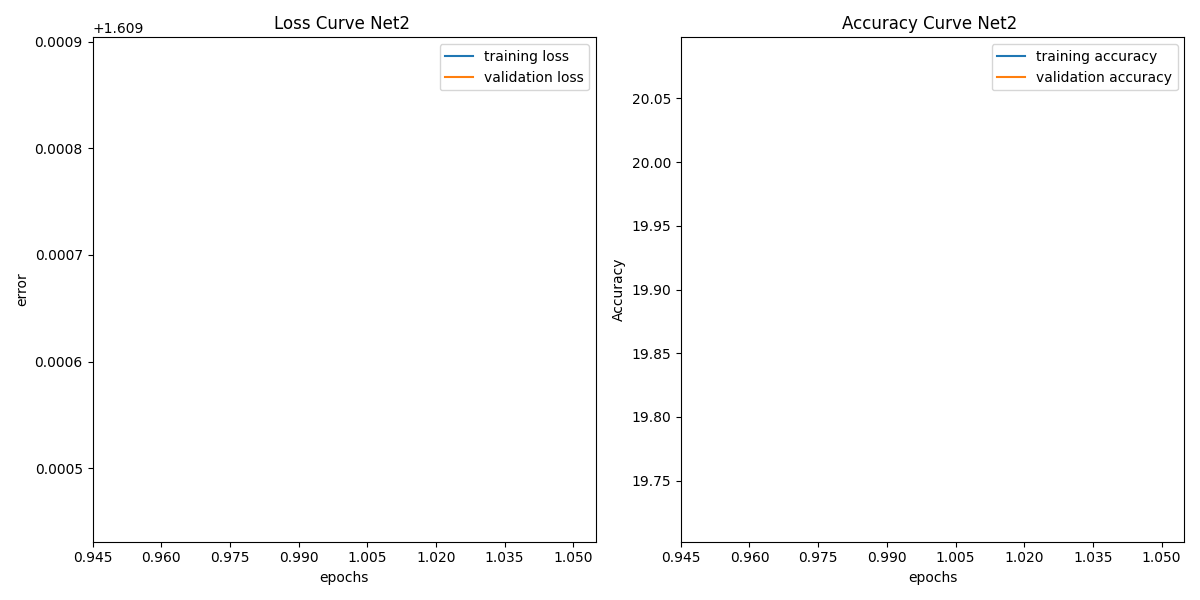 Loss Curve Net2
+1.609
0.0009
0.0008
0.0007
0.0006
0.0005
error
training loss
validation loss
0.945 0.960 0.975 0.990 1.005 1.020 1.035 1.050
epochs
Accuracy Curve Net2
20.05
20.00
19.95
19.90
19.85
19.80
19.75
Accuracy
training accuracy
validation accuracy
0.945 0.960 0.975 0.990 1.005 1.020 1.035 1.050
epochs